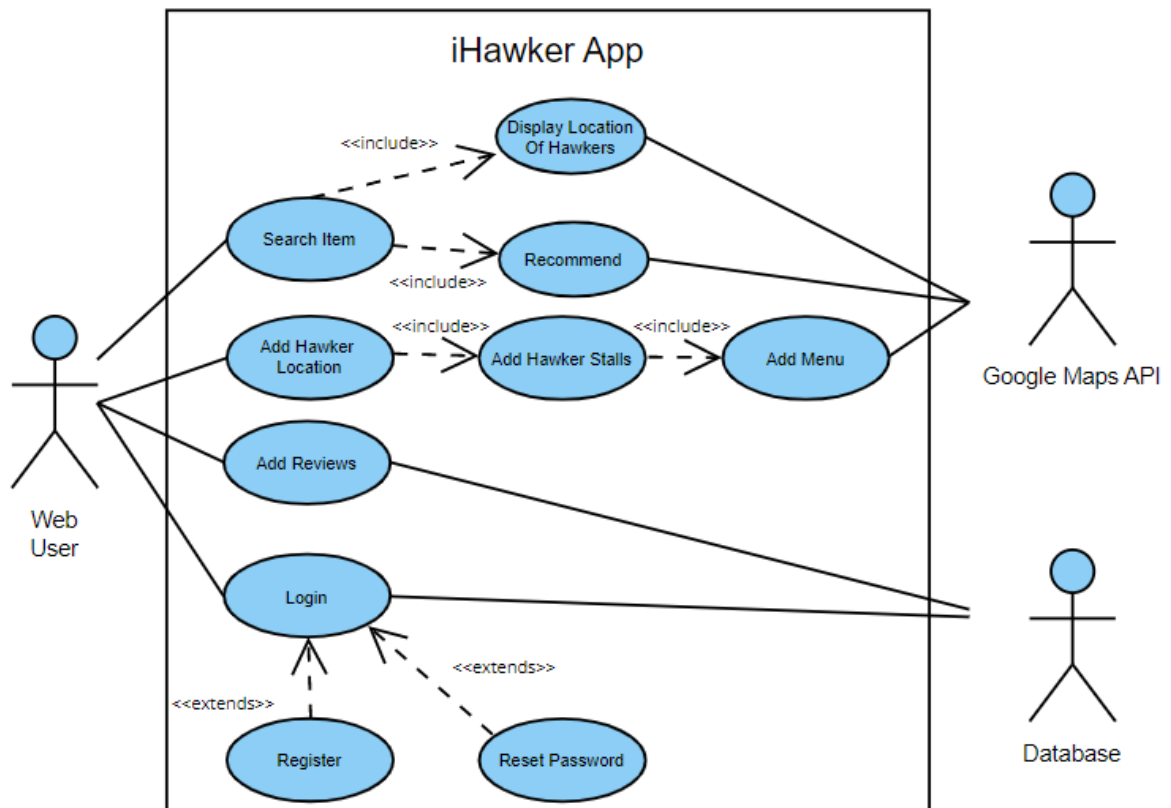 iHawker App
Display Location
Of Hawkers
<<include>>
Search Item
Recommend
<<include>>
<<include>>
<<include>>
Add Hawker
Location
Add Hawker Stalls
Add Menu
Google Maps API
Add Reviews
Web
User
Login
<<extends>>
<<extends>>
Register
Reset Password
Database